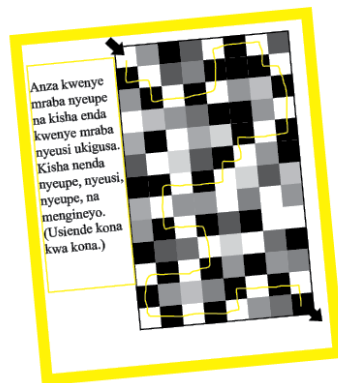 Anza kwenye
mraba nyeupe
na kisha enda
kwenye mraba
nyeusi ukigusa.
Kisha nenda
nyeupe, nyeusi,
nyeupe, na
mengineyo.
(Usiende kona
kwa kona.)